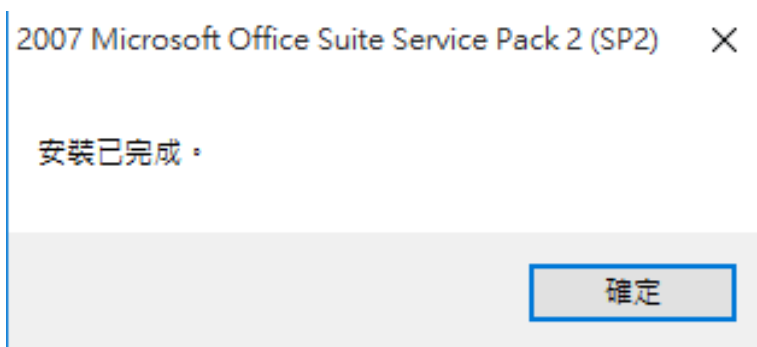 2007 Microsoft Office Suite Service Pack 2 (SP2)
安裝已完成。
確定